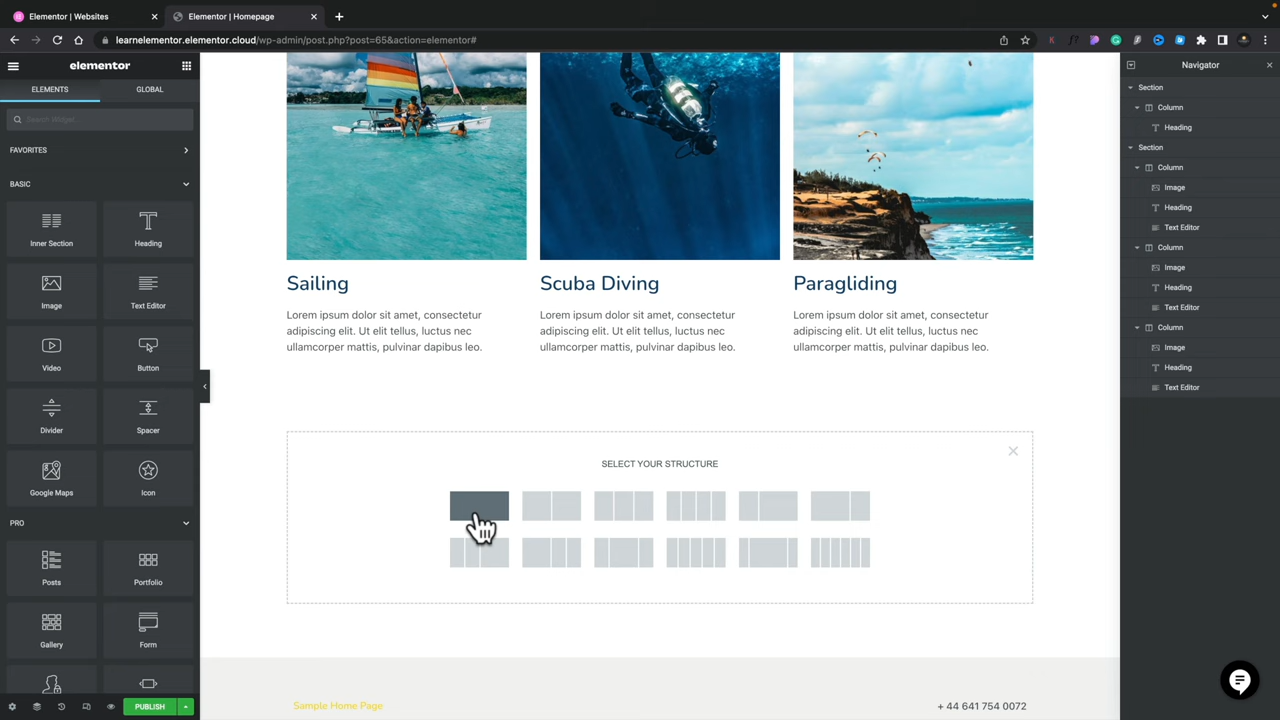 Elementor | Websites
Elementor | Homepage
learnelementor.elementor.cloud/wp-admin/post.php?post=65&action=elementor#
elementor
ELEMENTS
GLOBAL
Search Widget...
FAVORITES
BASIC
Inner Section
Heading
Image
Text Editor
Video
Button
Divider
Spacer
Google Maps
Icon
PRO
Posts
Portfolio
Gallery
Form
PUBLISH
Sailing
Lorem ipsum dolor sit amet, consectetur
adipiscing elit. Ut elit tellus, luctus nec
ullamcorper mattis, pulvinar dapibus leo.
Scuba Diving
Lorem ipsum dolor sit amet, consectetur
adipiscing elit. Ut elit tellus, luctus nec
ullamcorper mattis, pulvinar dapibus leo.
Paragliding
Lorem ipsum dolor sit amet, consectetur
adipiscing elit. Ut elit tellus, luctus nec
ullamcorper mattis, pulvinar dapibus leo.
SELECT YOUR STRUCTURE
Sample Home Page
+ 44 641 754 0072
Navigator
Section
Column
Heading
Section
Column
Image
Heading
Text Editor
Column
Image
Heading
Text Editor
Column
Image
Heading
Text Editor